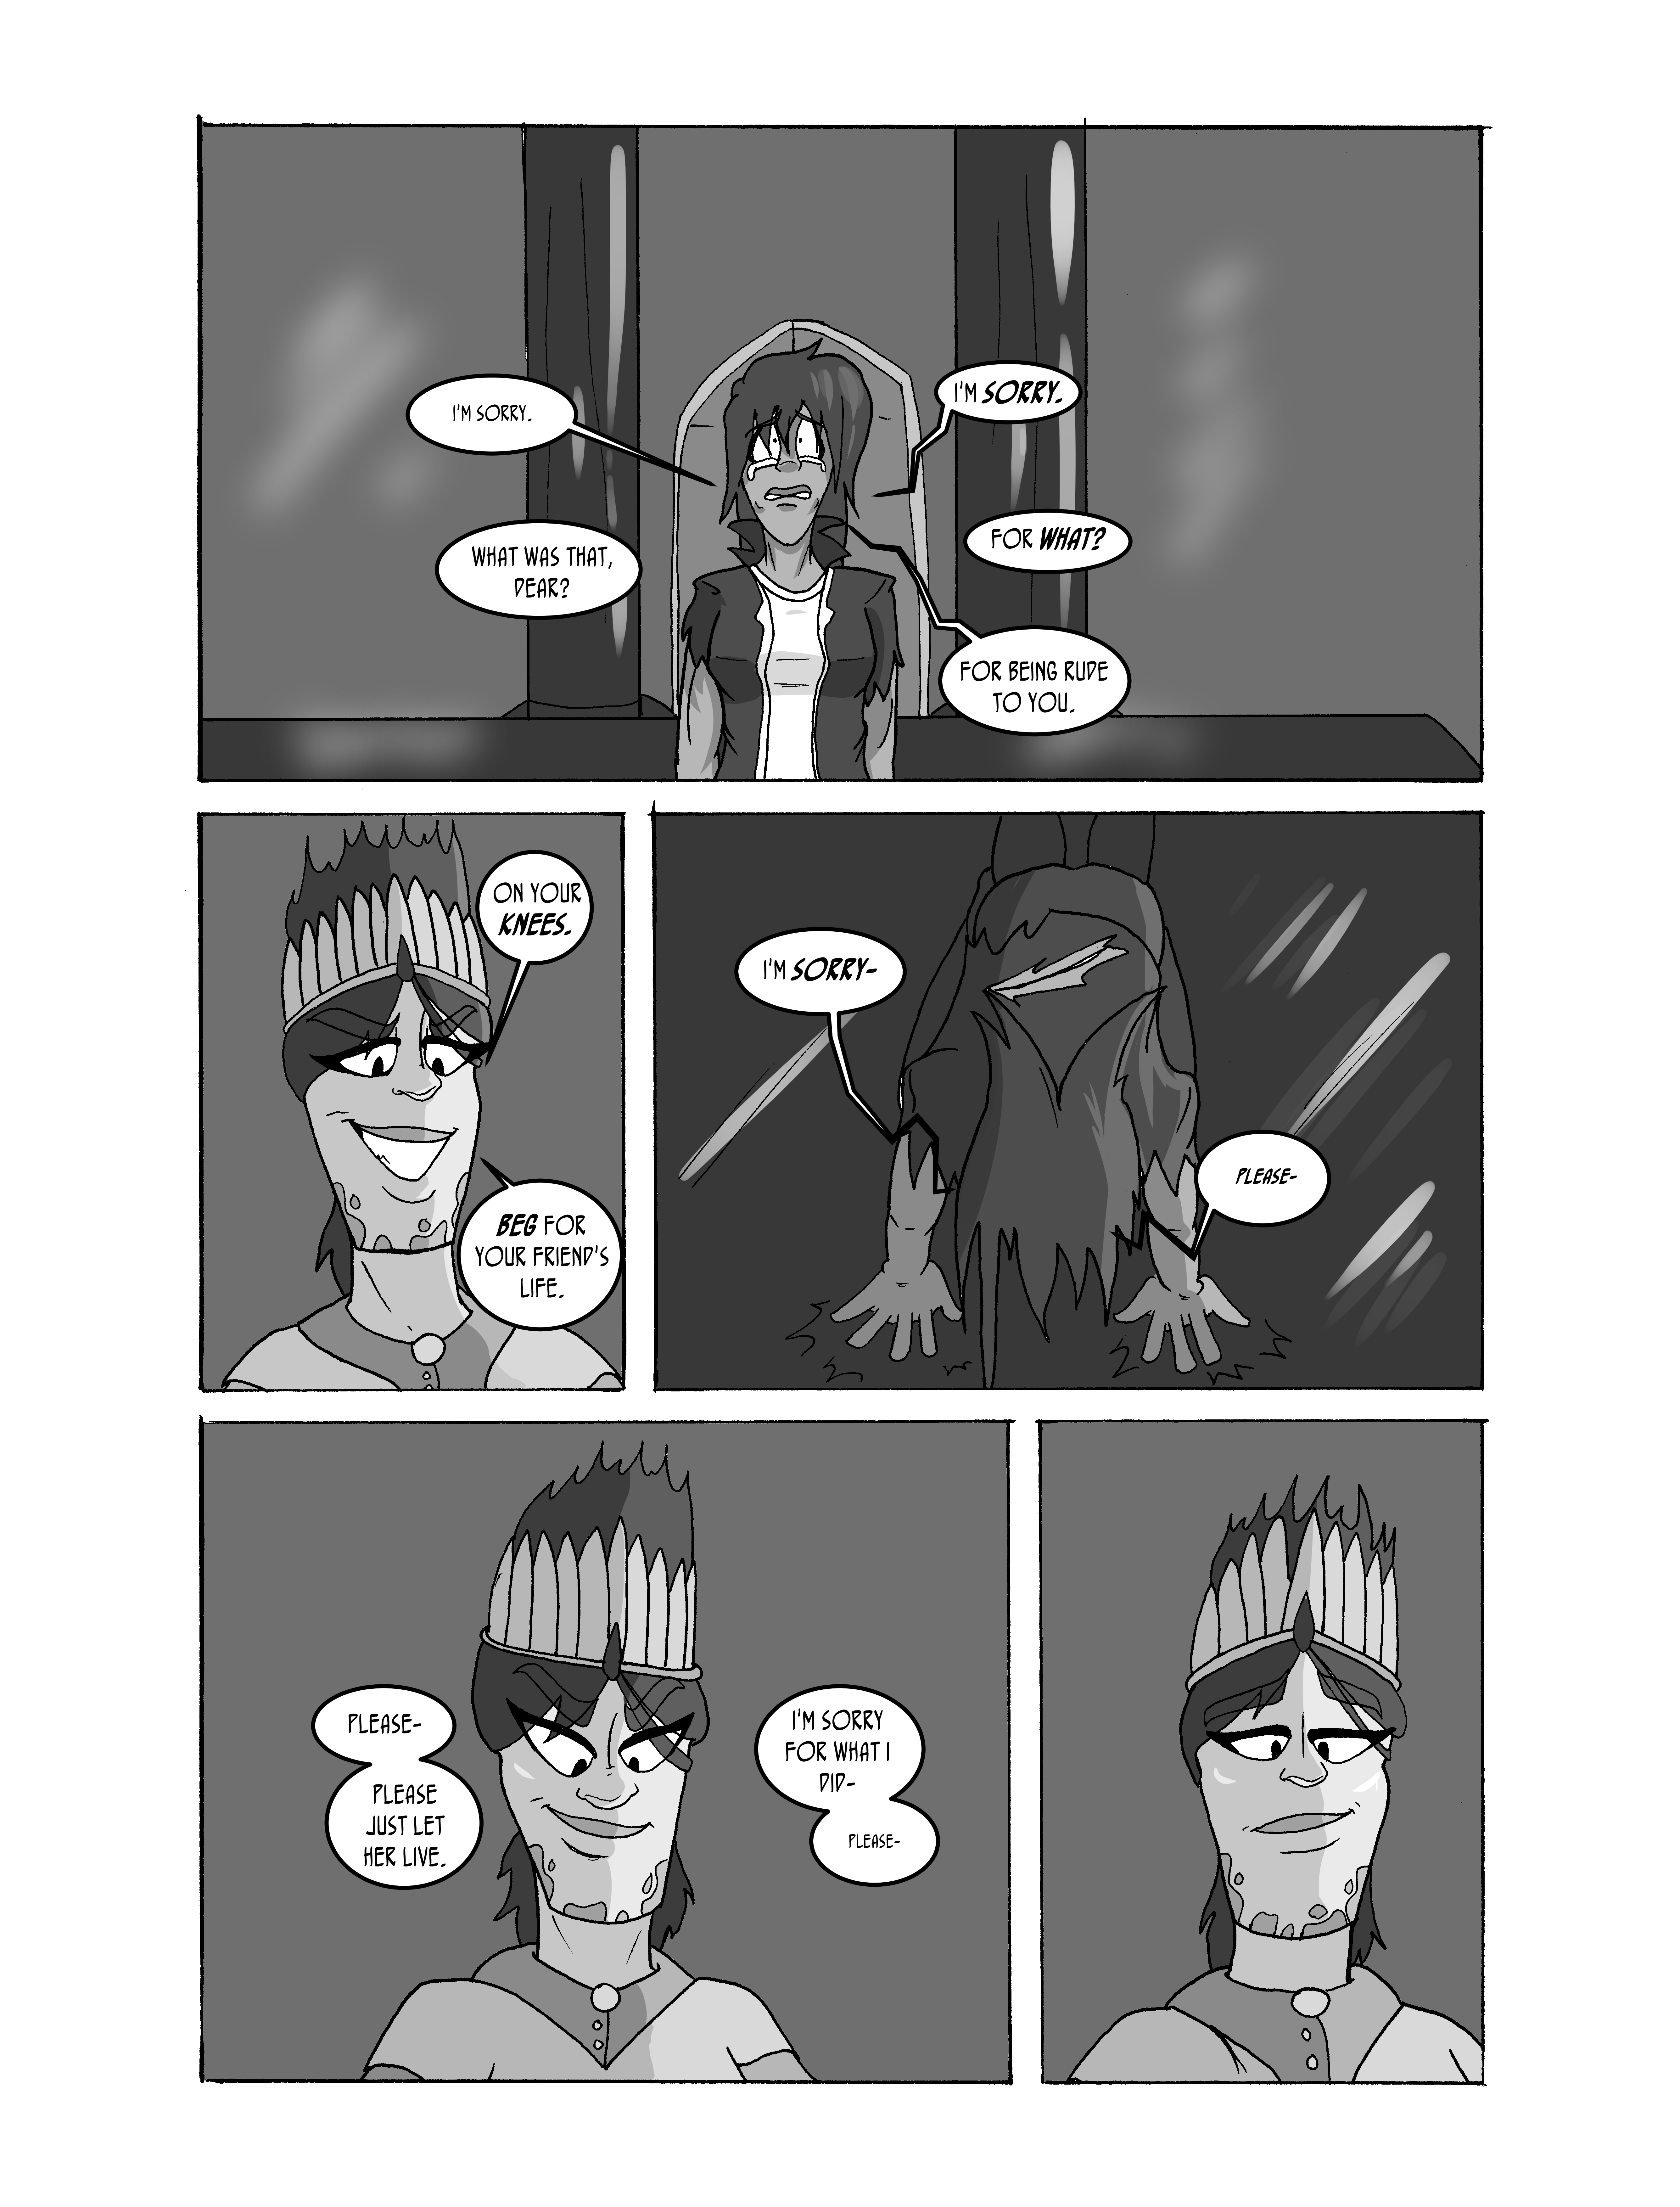 I'M SORRY.
WHAT WAS THAT,
DEAR?
I'M SORRY.
FOR WHAT?
FOR BEING RUDE
TO YOU.
ON YOUR
KNEES.
BEG FOR
YOUR FRIEND'S
LIFE.
I'M SORRY-
PLEASE-
PLEASE-
PLEASE
JUST LET
HER LIVE.
I'M SORRY
FOR WHAT I
DID-
PLEASE-